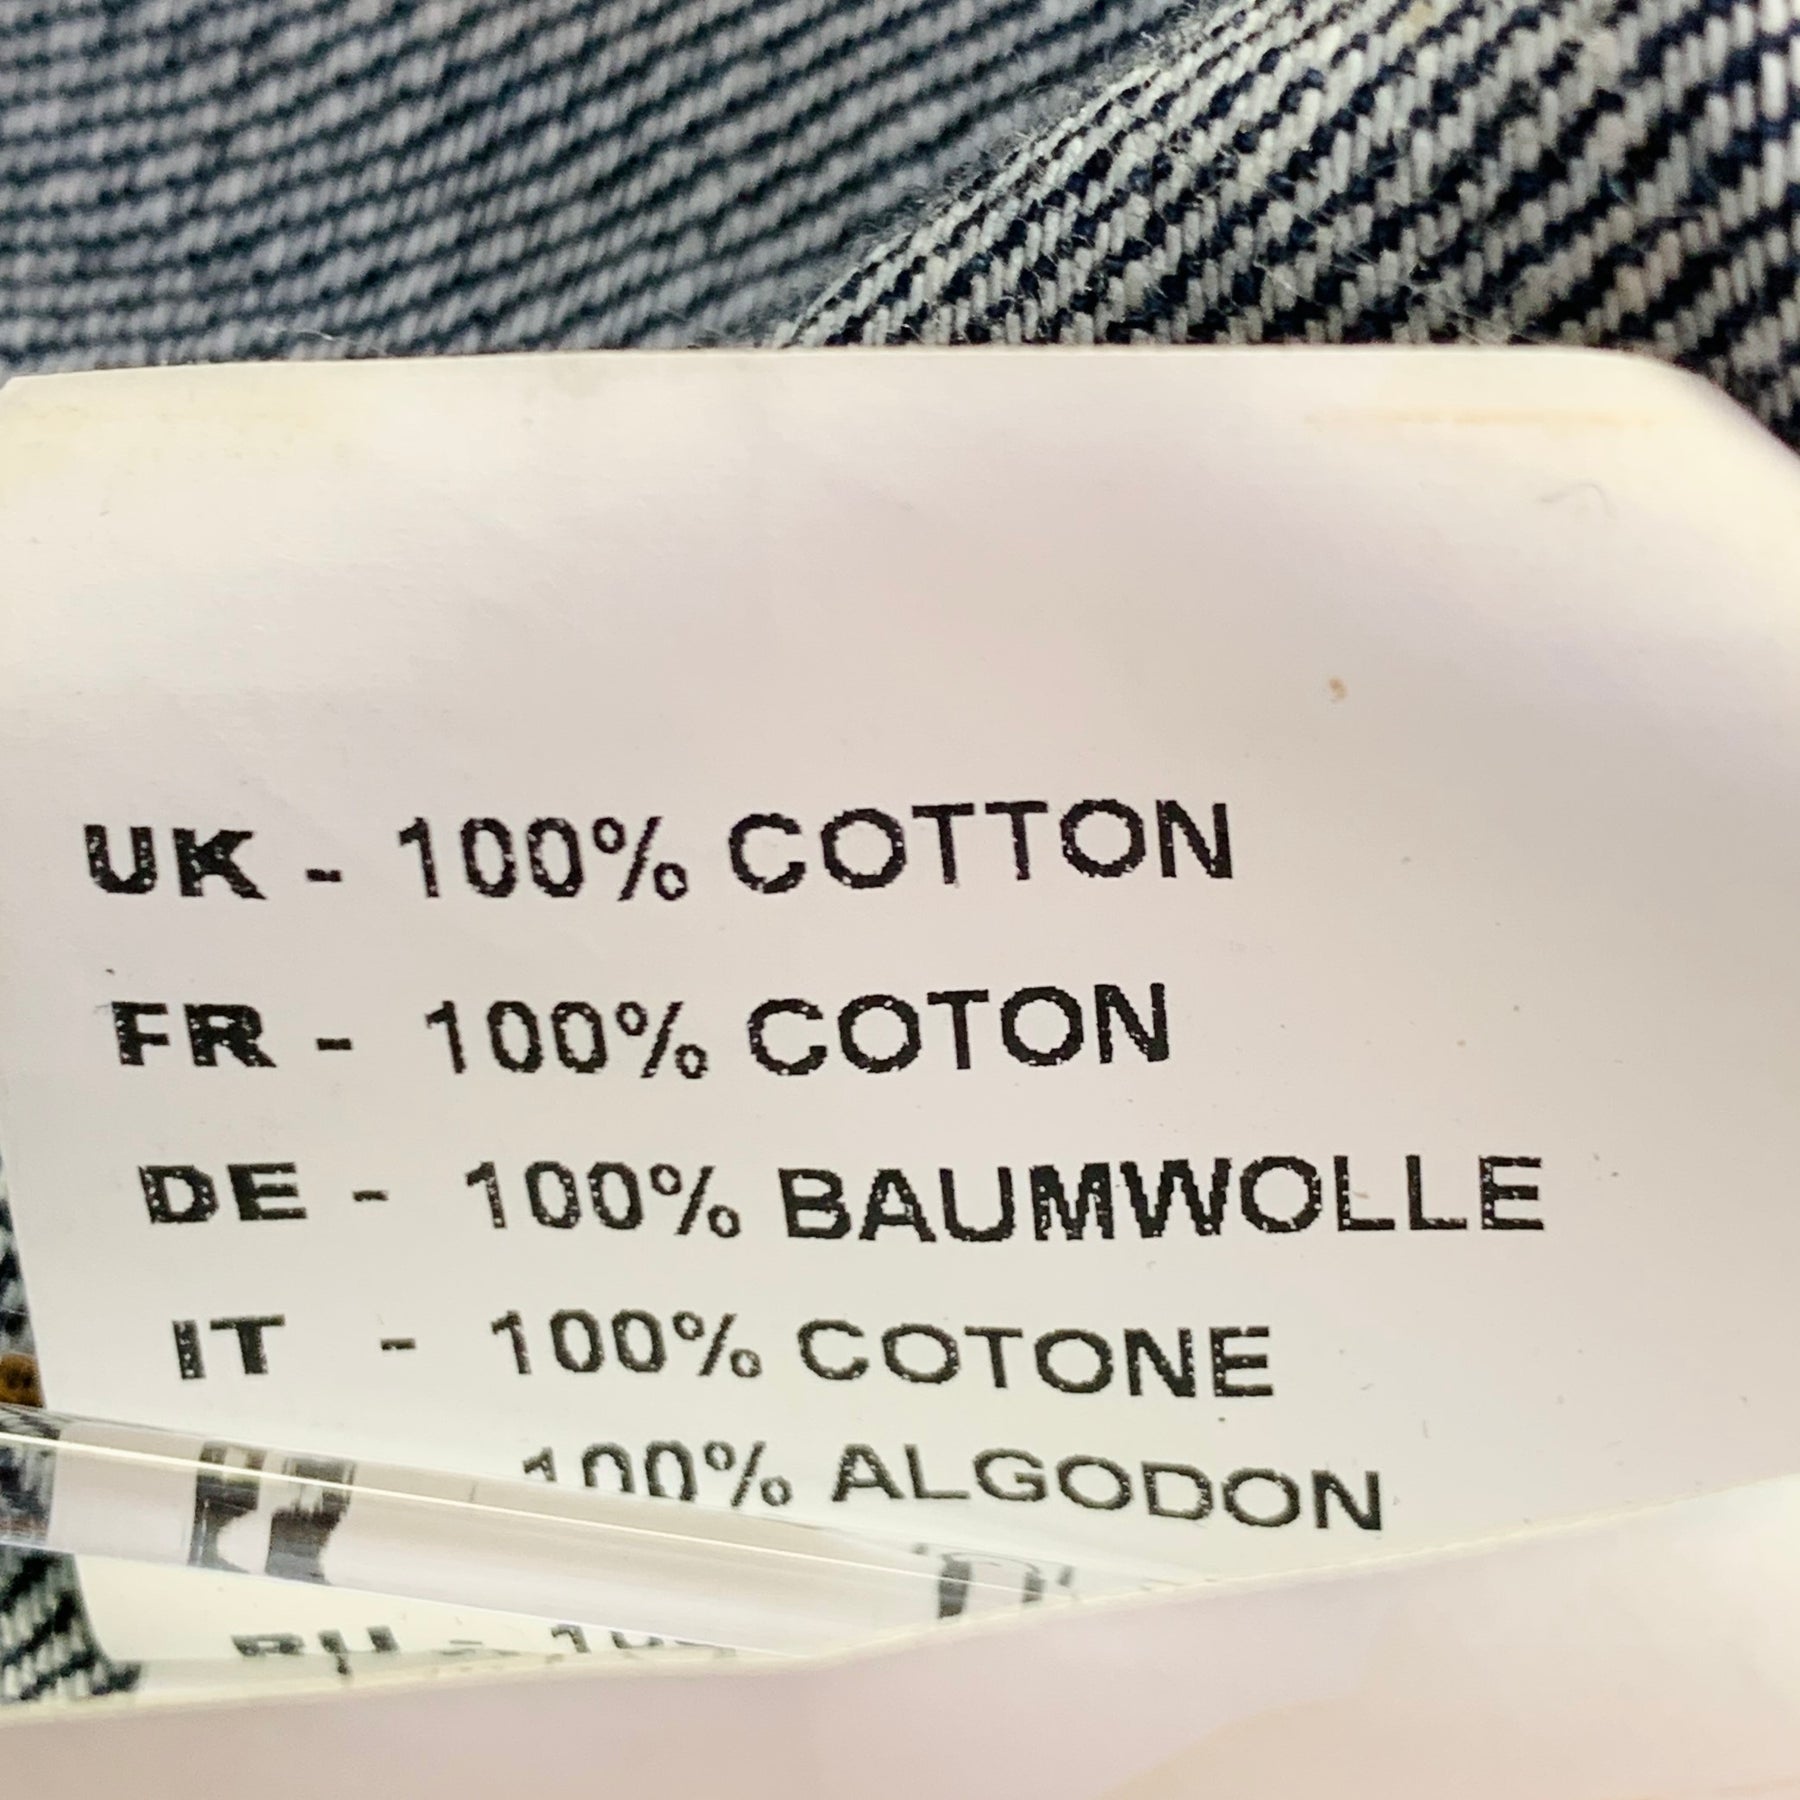 UK - 100% COTTON
FR - 100% COTON
DE - 100% BAUMWOLLE
IT - 100% COTONE
100% ALGODON